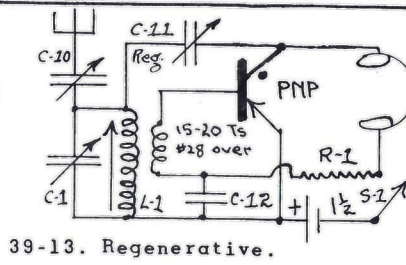 C-11
C-10
Reg.
PNP
15-20 Ts
#28 over
R-1
C-1
L-1
C-12
+
1½
S-1
39-13. Regenerative.